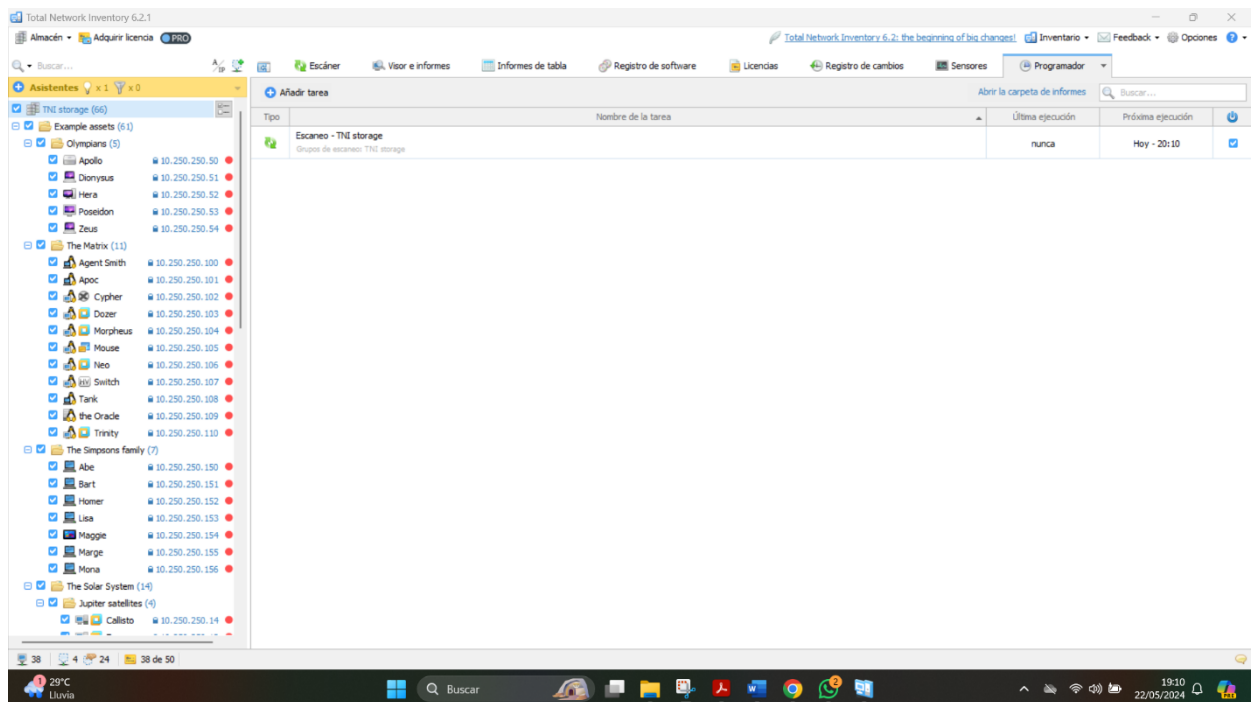 Total Network Inventory 6.2.1
Almacén Adquirir licencia PRO
Total Network Inventory 6.2: the beginning of big changes! Inventario Feedback Opciones
Buscar...
Escáner Visor e informes Informes de tabla Registro de software Licencias Registro de cambios Sensores Programador
Asistentes x 1 x 0
Añadir tarea Abrir la carpeta de informes Buscar...
TNI storage (66)
Tipo Nombre de la tarea Última ejecución Próxima ejecución
Escaneo - TNI storage
Grupos de escaneo: TNI storage
nunca Hoy - 20:10
Example assets (61)
Olympians (5)
Apollo 10.250.250.50
Dionysus 10.250.250.51
Hera 10.250.250.52
Poseidon 10.250.250.53
Zeus 10.250.250.54
The Matrix (11)
Agent Smith 10.250.250.100
Apoc 10.250.250.101
Cypher 10.250.250.102
Dozer 10.250.250.103
Morpheus 10.250.250.104
Mouse 10.250.250.105
Neo 10.250.250.106
Switch 10.250.250.107
Tank 10.250.250.108
the Oracle 10.250.250.109
Trinity 10.250.250.110
The Simpsons family (7)
Abe 10.250.250.150
Bart 10.250.250.151
Homer 10.250.250.152
Lisa 10.250.250.153
Maggie 10.250.250.154
Marge 10.250.250.155
Mona 10.250.250.156
The Solar System (14)
Jupiter satellites (4)
Callisto 10.250.250.14
38 4 24 38 de 50
1 29°C
Lluvia
Buscar
2
19:10
22/05/2024